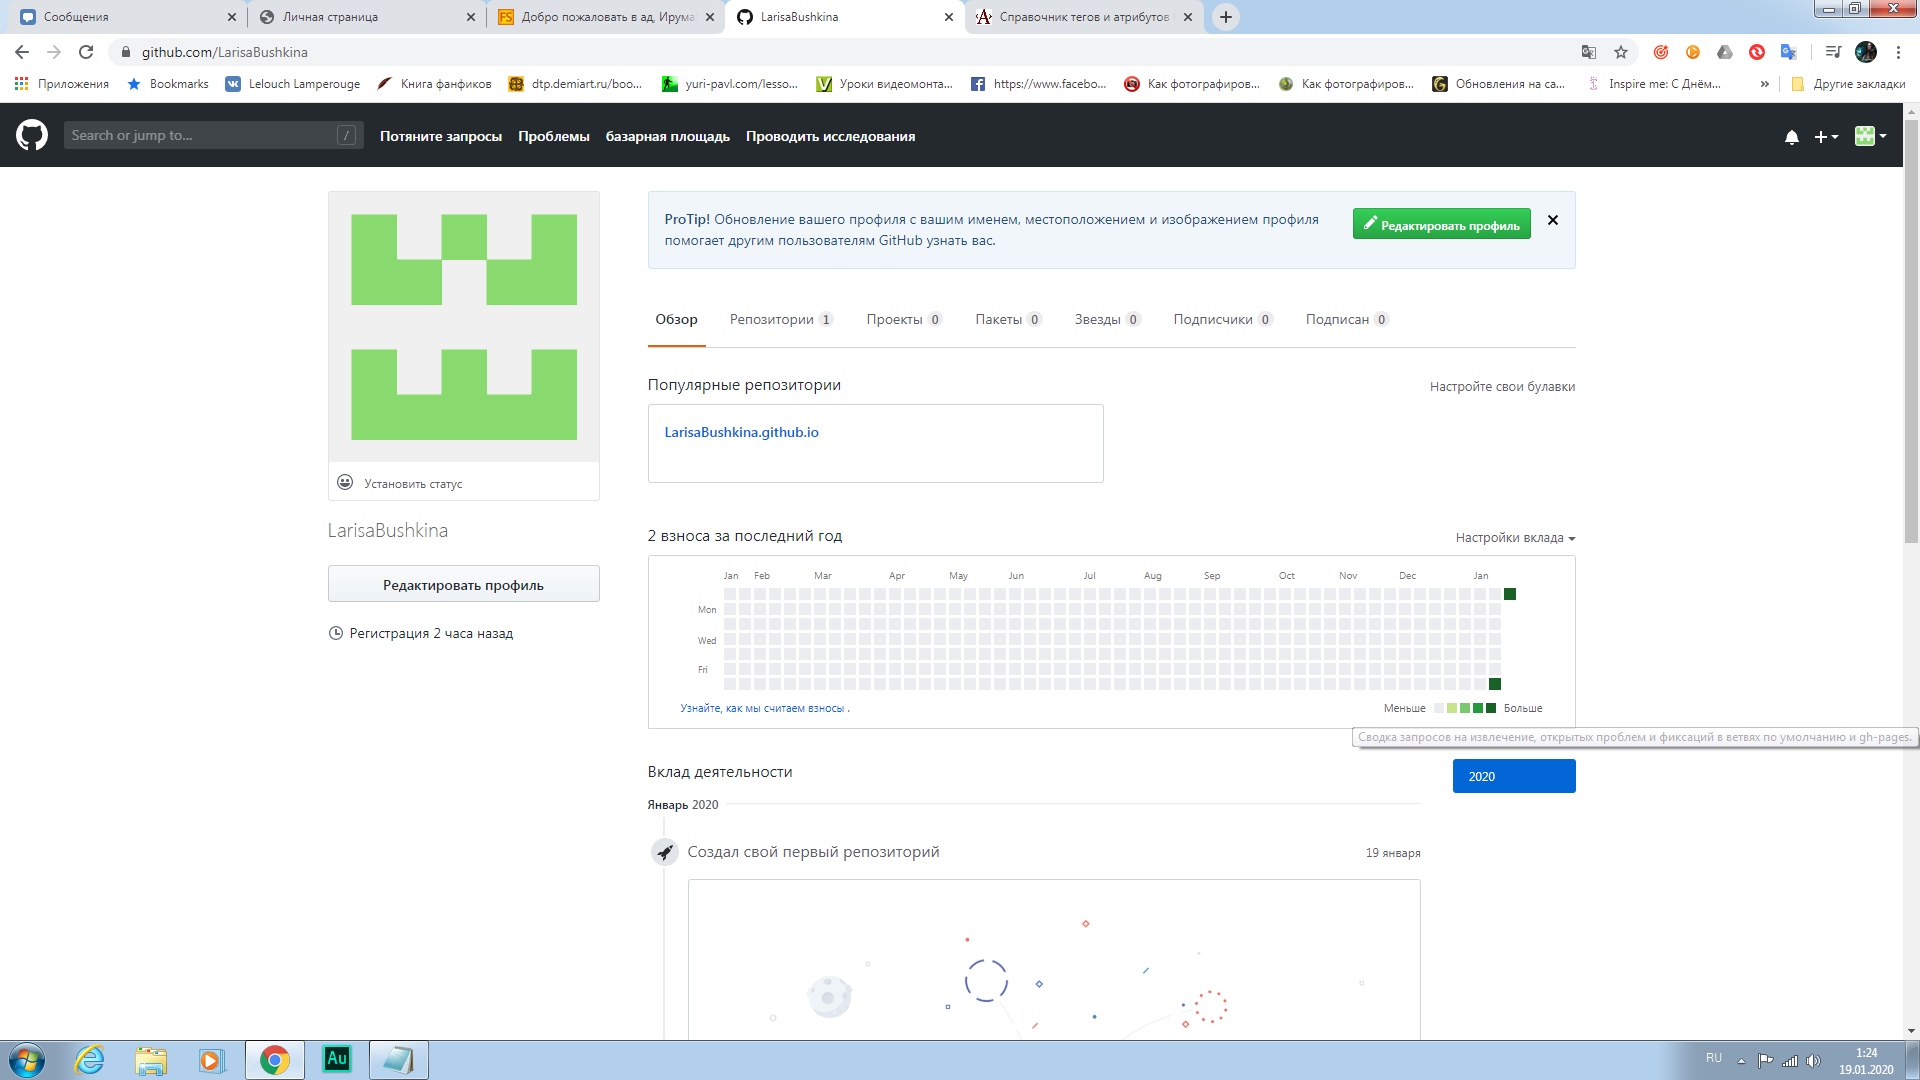 Сообщения
Личная страница
FS
Добро пожаловать в ад, Ирума
LarisaBushkina
Справочник тегов и атрибутов
github.com/LarisaBushkina
Приложения
Bookmarks
Lelouch Lamperouge
Книга фанфиков
dtp.demiart.ru/boo...
yuri-pavl.com/lesso...
Уроки видеомонта...
https://www.facebo...
Как фотографиров...
Как фотографиров...
Обновления на са...
Inspire me: С Днём...
»
Другие закладки
Search or jump to...
/
Потяните запросы
Проблемы
базарная площадь
Проводить исследования
ProTip! Обновление вашего профиля с вашим именем, местоположением и изображением профиля
помогает другим пользователям GitHub узнать вас.
Редактировать профиль
Обзор
Репозитории 1
Проекты 0
Пакеты 0
Звезды 0
Подписчики 0
Подписан 0
Популярные репозитории
Настройте свои булавки
LarisaBushkina.github.io
Установить статус
LarisaBushkina
Редактировать профиль
Регистрация 2 часа назад
2 взноса за последний год
Настройки вклада
Jan Feb Mar Apr May Jun Jul Aug Sep Oct Nov Dec Jan
Mon
Wed
Fri
Узнайте, как мы считаем взносы .
Меньше
Больше
Сводка запросов на извлечение, открытых проблем и фиксаций в ветвях по умолчанию и gh-pages.
Вклад деятельности
2020
Январь 2020
Создал свой первый репозиторий
19 января
Au
RU
1:24
19.01.2020